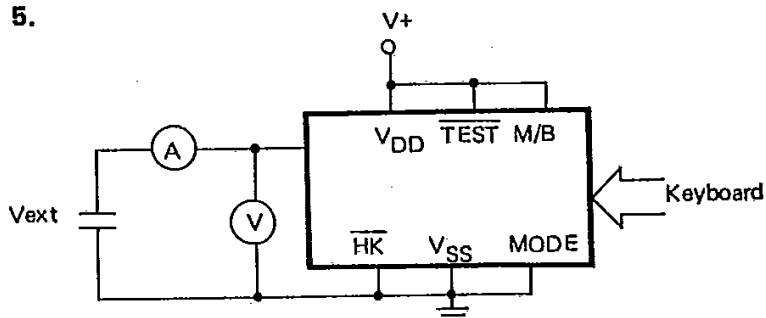 5.
V+
A
VDD TEST M/B
Vext
V
Keyboard
HK VSS MODE